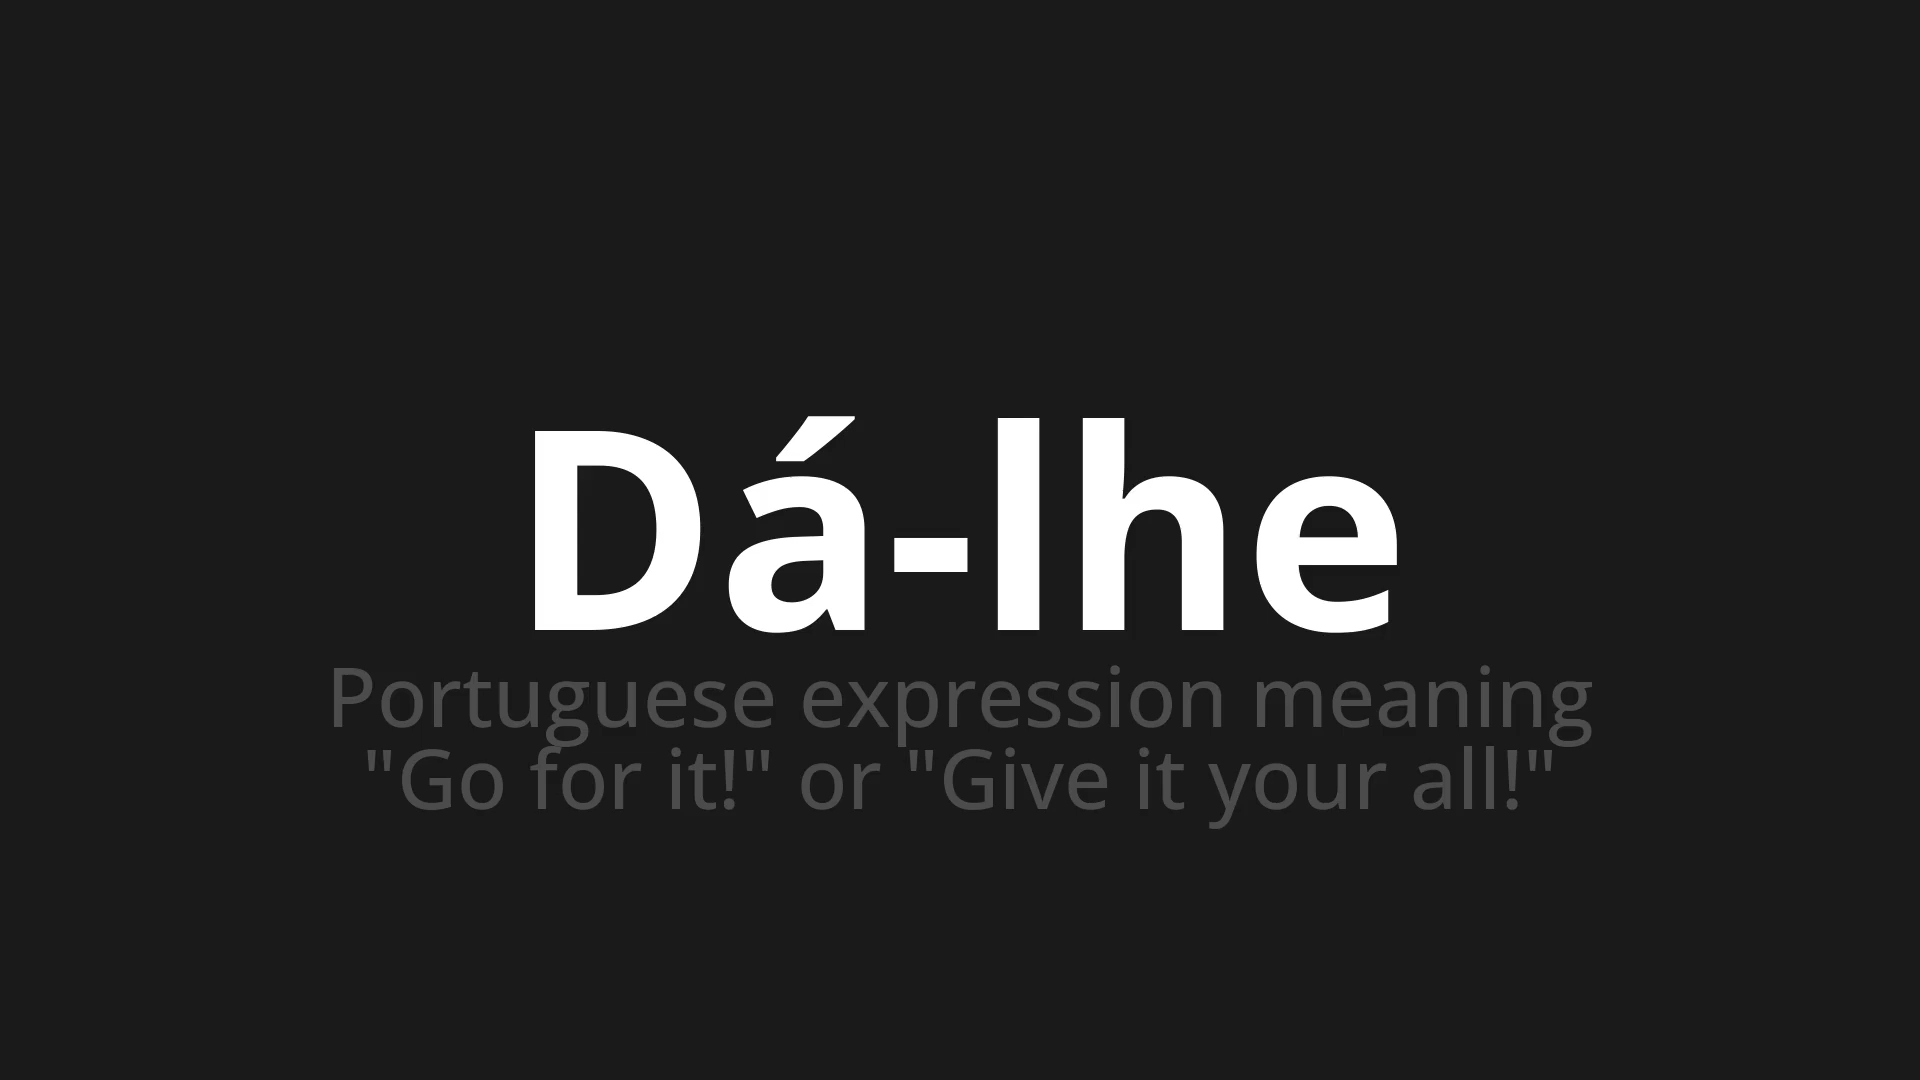 Dá-lhe
Portuguese expression meaning
"Go for it!" or "Give it your all!"